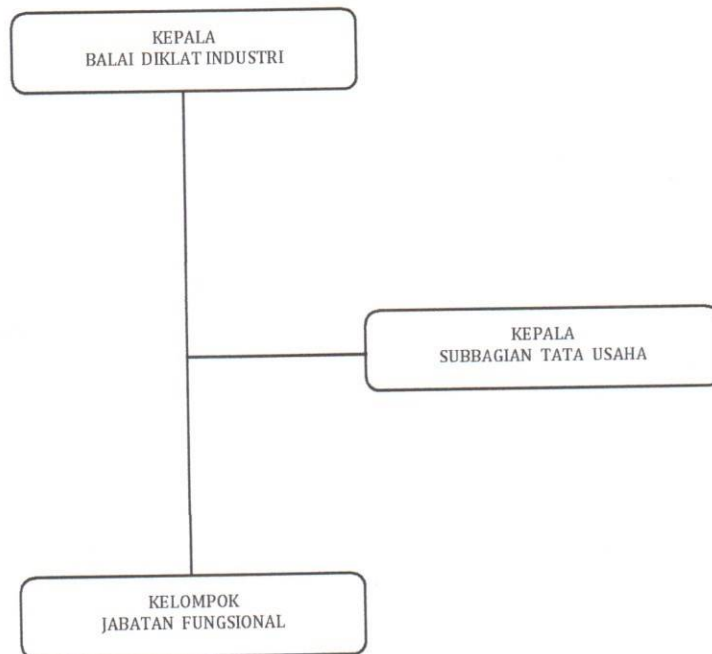 KEPALA
BALAI DIKLAT INDUSTRI
KEPALA
SUBBAGIAN TATA USAHA
KELOMPOK
JABATAN FUNGSIONAL